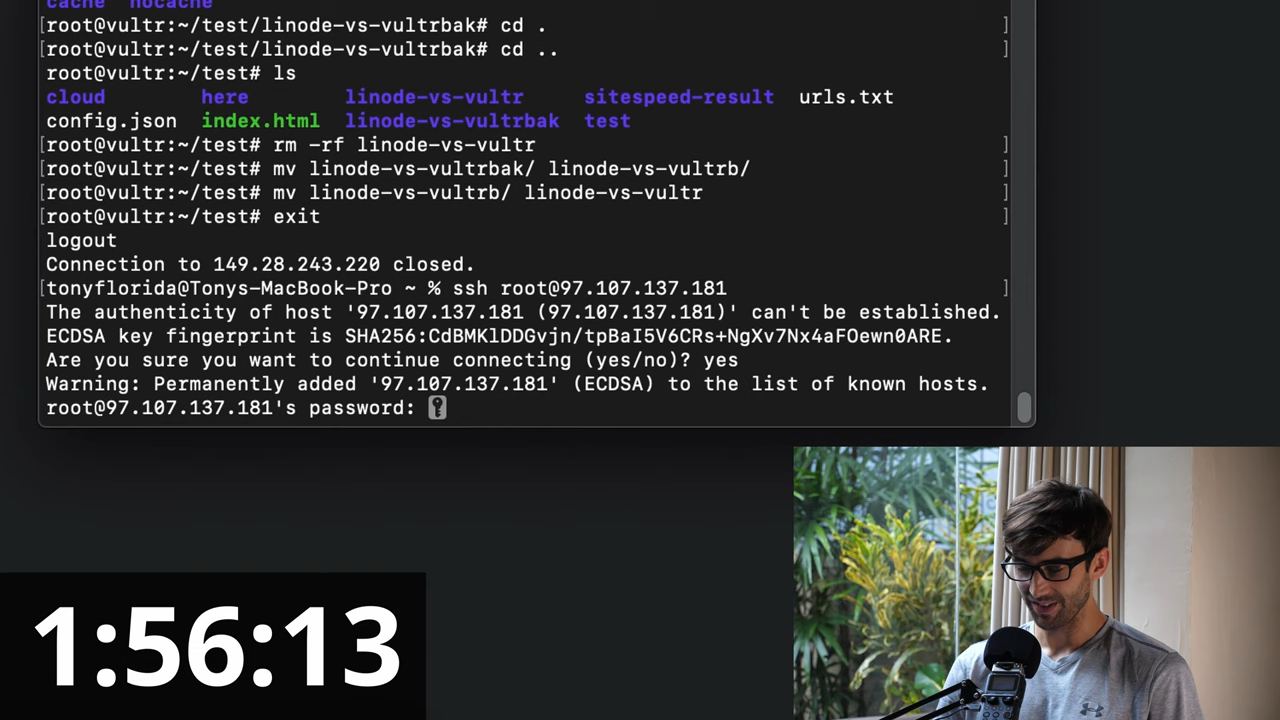 cache nocache
[root@vultr:~/test/linode-vs-vultrbak# cd . ]
[root@vultr:~/test/linode-vs-vultrbak# cd .. ]
root@vultr:~/test# ls
cloud here linode-vs-vultr sitespeed-result urls.txt
config.json index.html linode-vs-vultrbak test
[root@vultr:~/test# rm -rf linode-vs-vultr ]
[root@vultr:~/test# mv linode-vs-vultrbak/ linode-vs-vultrb/ ]
[root@vultr:~/test# mv linode-vs-vultrb/ linode-vs-vultr ]
[root@vultr:~/test# exit ]
logout
Connection to 149.28.243.220 closed.
[tonyflorida@Tonys-MacBook-Pro ~ % ssh root@97.107.137.181 ]
The authenticity of host '97.107.137.181 (97.107.137.181)' can't be established.
ECDSA key fingerprint is SHA256:CdBMKlDDGvjn/tpBaI5V6CRs+NgXv7Nx4aFOewn0ARE.
Are you sure you want to continue connecting (yes/no)? yes
Warning: Permanently added '97.107.137.181' (ECDSA) to the list of known hosts.
root@97.107.137.181's password:
1:56:13